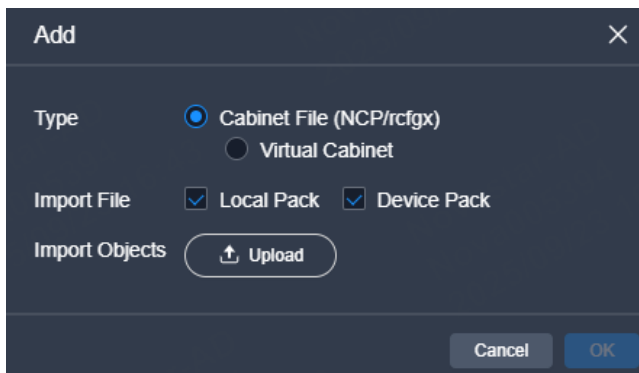 Add
Type
Cabinet File (NCP/rcfgx)
Virtual Cabinet
Import File
Local Pack
Device Pack
Import Objects
Upload
Cancel
OK